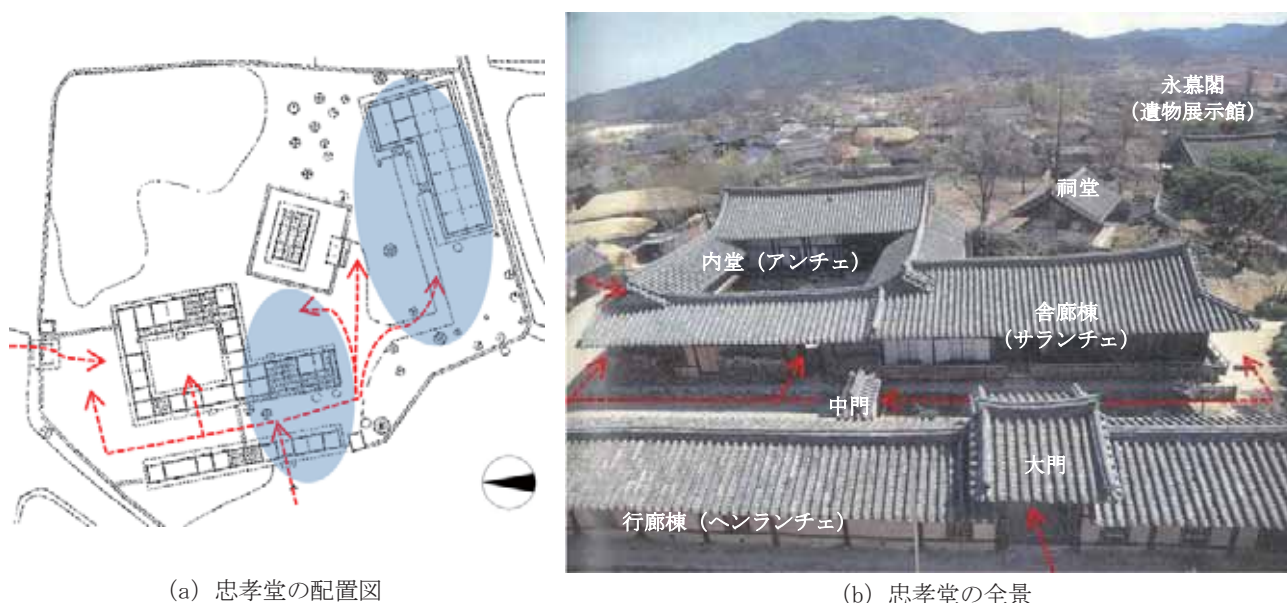 永慕閣
（遺物展示館）
祠堂
内堂（アンチェ）
舎廊棟
（サランチェ）
中門
大門
行廊棟（ヘンランチェ）
(a) 忠孝堂の配置図
(b) 忠孝堂の全景